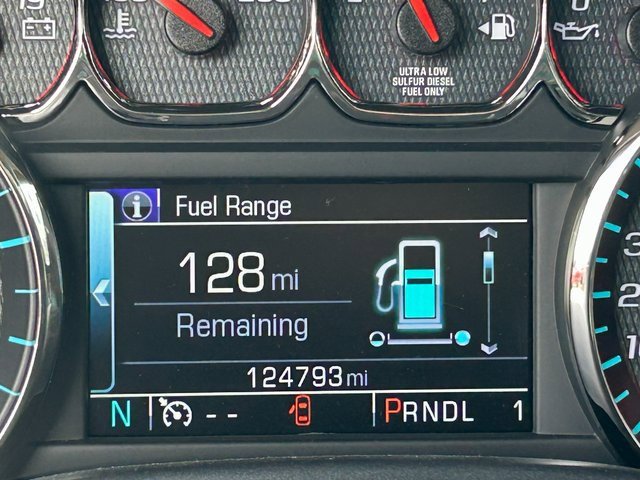 ULTRA LOW
SULFUR DIESEL
FUEL ONLY
Fuel Range
128 mi
Remaining
124793 mi
N -- PRNDL 1